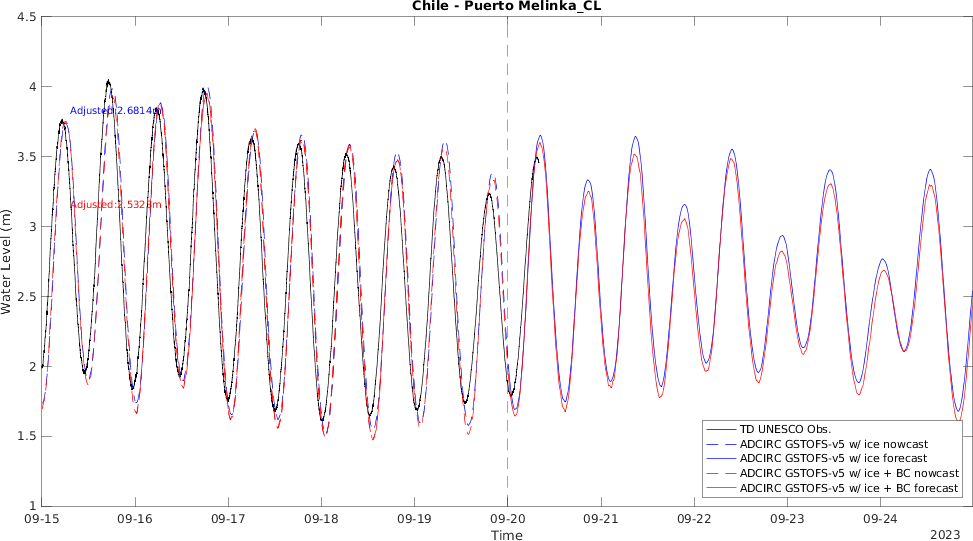 Chile - Puerto Melinka_CL
4.5
4
3.5
3
2.5
2
1.5
1
Water Level (m)
Adjusted:2.6814m
Adjusted:2.5328m
TD UNESCO Obs.
ADCIRC GSTOFS-v5 w/ ice nowcast
ADCIRC GSTOFS-v5 w/ ice forecast
ADCIRC GSTOFS-v5 w/ ice + BC nowcast
ADCIRC GSTOFS-v5 w/ ice + BC forecast
09-15 09-16 09-17 09-18 09-19 09-20 09-21 09-22 09-23 09-24
Time
2023